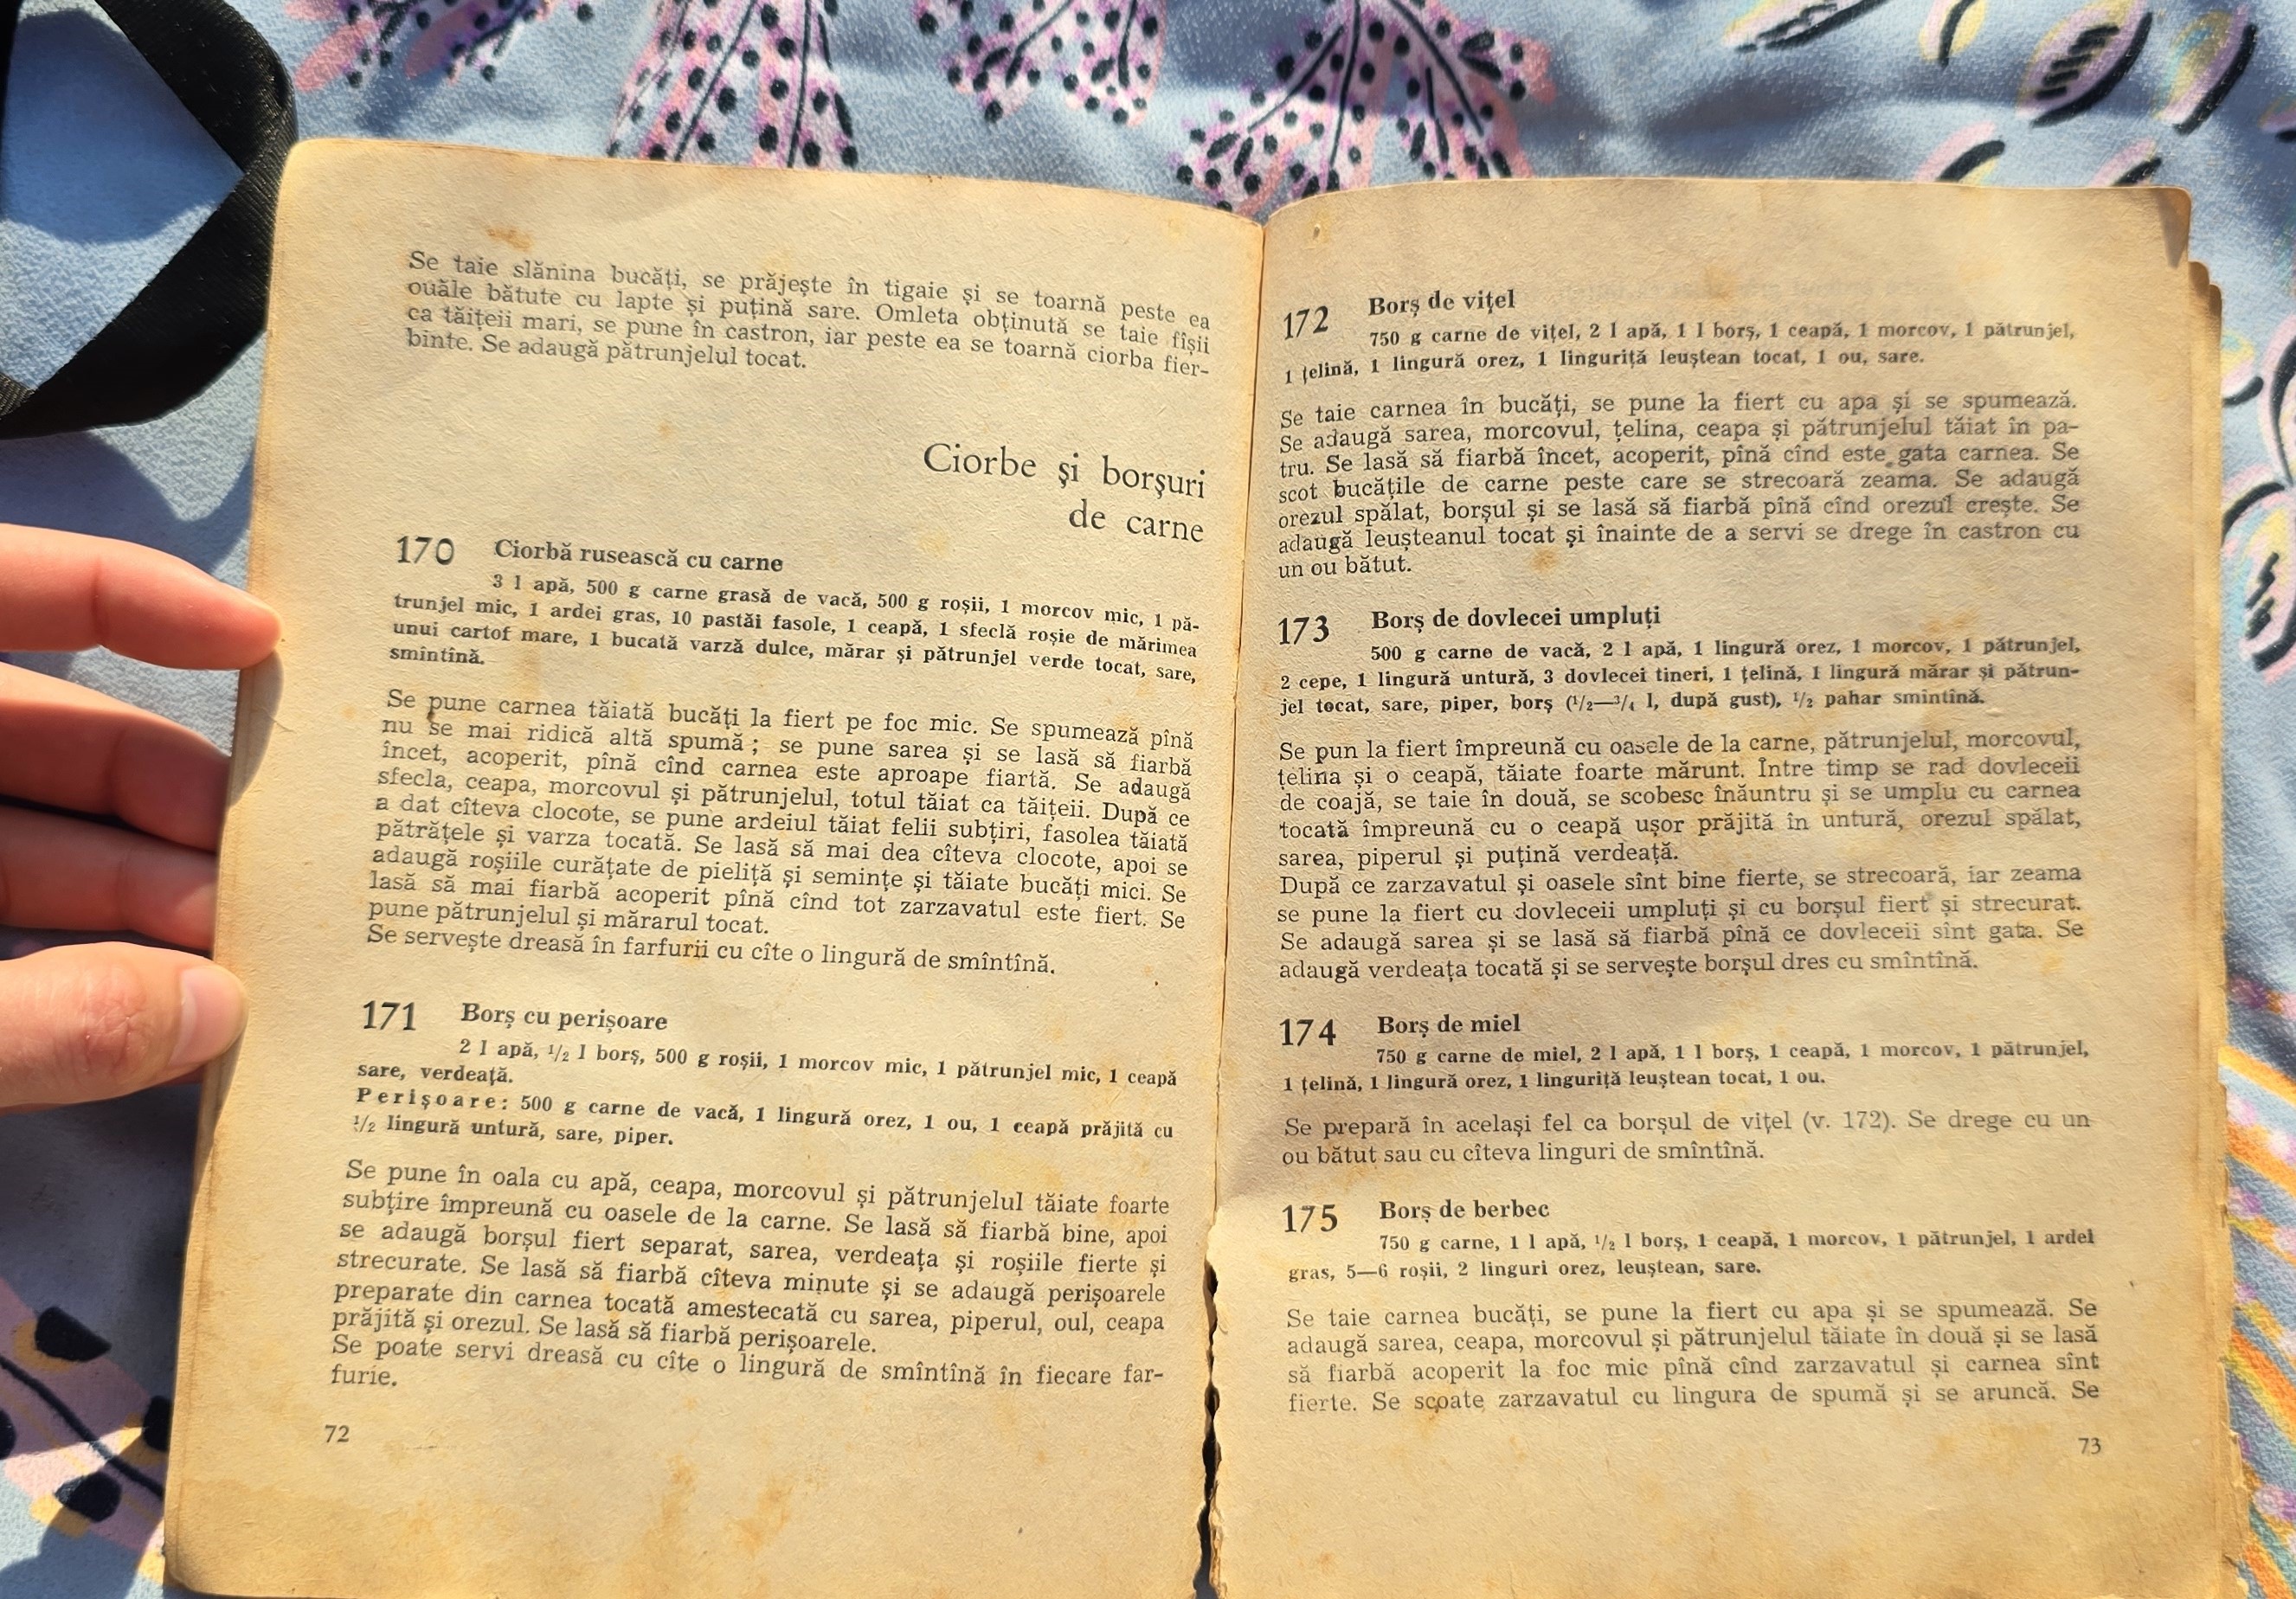 Se taie slănina bucăți, se prăjește în tigaie și se toarnă peste ea
ouăle bătute cu lapte și puțină sare. Omleta obținută se taie fîșii
ca tăițeii mari, se pune în castron, iar peste ea se toarnă ciorba fier-
binte. Se adaugă pătrunjelul tocat.
Ciorbe și borșuri
de carne
170 Ciorbă rusească cu carne
3 l apă, 500 g carne grasă de vacă, 500 g roșii, 1 morcov mic, 1 pă-
trunjel mic, 1 ardei gras, 10 pastăi fasole, 1 ceapă, 1 sfeclă roșie de mărimea
unui cartof mare, 1 bucată varză dulce, mărar și pătrunjel verde tocat, sare,
smîntînă.
Se pune carnea tăiată bucăți la fiert pe foc mic. Se spumează pînă
nu se mai ridică altă spumă ; se pune sarea și se lasă să fiarbă
încet, acoperit, pînă cînd carnea este aproape fiartă. Se adaugă
sfecla, ceapa, morcovul și pătrunjelul, totul tăiat ca tăițeii. După ce
a dat cîteva clocote, se pune ardeiul tăiat felii subțiri, fasolea tăiată
pătrățele și varza tocată. Se lasă să mai dea cîteva clocote, apoi se
adaugă roșiile curățate de pieliță și semințe și tăiate bucăți mici. Se
lasă să mai fiarbă acoperit pînă cînd tot zarzavatul este fiert. Se
pune pătrunjelul și mărarul tocat.
Se servește dreasă în farfurii cu cîte o lingură de smîntînă.
171 Borș cu perișoare
2 l apă, 1/2 l borș, 500 g roșii, 1 morcov mic, 1 pătrunjel mic, 1 ceapă
sare, verdeață.
Perișoare: 500 g carne de vacă, 1 lingură orez, 1 ou, 1 ceapă prăjită cu
1/2 lingură untură, sare, piper.
Se pune în oala cu apă, ceapa, morcovul și pătrunjelul tăiate foarte
subțire împreună cu oasele de la carne. Se lasă să fiarbă bine, apoi
se adaugă borșul fiert separat, sarea, verdeața și roșiile fierte și
strecurate. Se lasă să fiarbă cîteva minute și se adaugă perișoarele
preparate din carnea tocată amestecată cu sarea, piperul, oul, ceapa
prăjită și orezul. Se lasă să fiarbă perișoarele.
Se poate servi dreasă cu cîte o lingură de smîntînă în fiecare far-
furie.
72
172 Borș de vițel
750 g carne de vițel, 2 l apă, 1 l borș, 1 ceapă, 1 morcov, 1 pătrunjel,
1 țelină, 1 lingură orez, 1 linguriță leuștean tocat, 1 ou, sare.
Se taie carnea în bucăți, se pune la fiert cu apa și se spumează.
Se adaugă sarea, morcovul, țelina, ceapa și pătrunjelul tăiat în pa-
tru. Se lasă să fiarbă încet, acoperit, pînă cînd este gata carnea. Se
scot bucățile de carne peste care se strecoară zeama. Se adaugă
orezul spălat, borșul și se lasă să fiarbă pînă cînd orezul crește. Se
adaugă leușteanul tocat și înainte de a servi se drege în castron cu
un ou bătut.
173 Borș de dovlecei umpluți
500 g carne de vacă, 2 l apă, 1 lingură orez, 1 morcov, 1 pătrunjel,
2 cepe, 1 lingură untură, 3 dovlecei tineri, 1 țelină, 1 lingură mărar și pătrun-
jel tocat, sare, piper, borș (1/2—3/4 l, după gust), 1/2 pahar smîntînă.
Se pun la fiert împreună cu oasele de la carne, pătrunjelul, morcovul,
țelina și o ceapă, tăiate foarte mărunt. Între timp se rad dovleceii
de coajă, se taie în două, se scobesc înăuntru și se umplu cu carnea
tocată împreună cu o ceapă ușor prăjită în untură, orezul spălat,
sarea, piperul și puțină verdeață.
După ce zarzavatul și oasele sînt bine fierte, se strecoară, iar zeama
se pune la fiert cu dovleceii umpluți și cu borșul fiert și strecurat.
Se adaugă sarea și se lasă să fiarbă pînă ce dovleceii sînt gata. Se
adaugă verdeața tocată și se servește borșul dres cu smîntînă.
174 Borș de miel
750 g carne de miel, 2 l apă, 1 l borș, 1 ceapă, 1 morcov, 1 pătrunjel,
1 țelină, 1 lingură orez, 1 linguriță leuștean tocat, 1 ou.
Se prepară în același fel ca borșul de vițel (v. 172). Se drege cu un
ou bătut sau cu cîteva linguri de smîntînă.
175 Borș de berbec
750 g carne, 1 l apă, 1/2 l borș, 1 ceapă, 1 morcov, 1 pătrunjel, 1 ardei
gras, 5—6 roșii, 2 linguri orez, leuștean, sare.
Se taie carnea bucăți, se pune la fiert cu apa și se spumează. Se
adaugă sarea, ceapa, morcovul și pătrunjelul tăiate în două și se lasă
să fiarbă acoperit la foc mic pînă cînd zarzavatul și carnea sînt
fierte. Se scoate zarzavatul cu lingura de spumă și se aruncă. Se
73